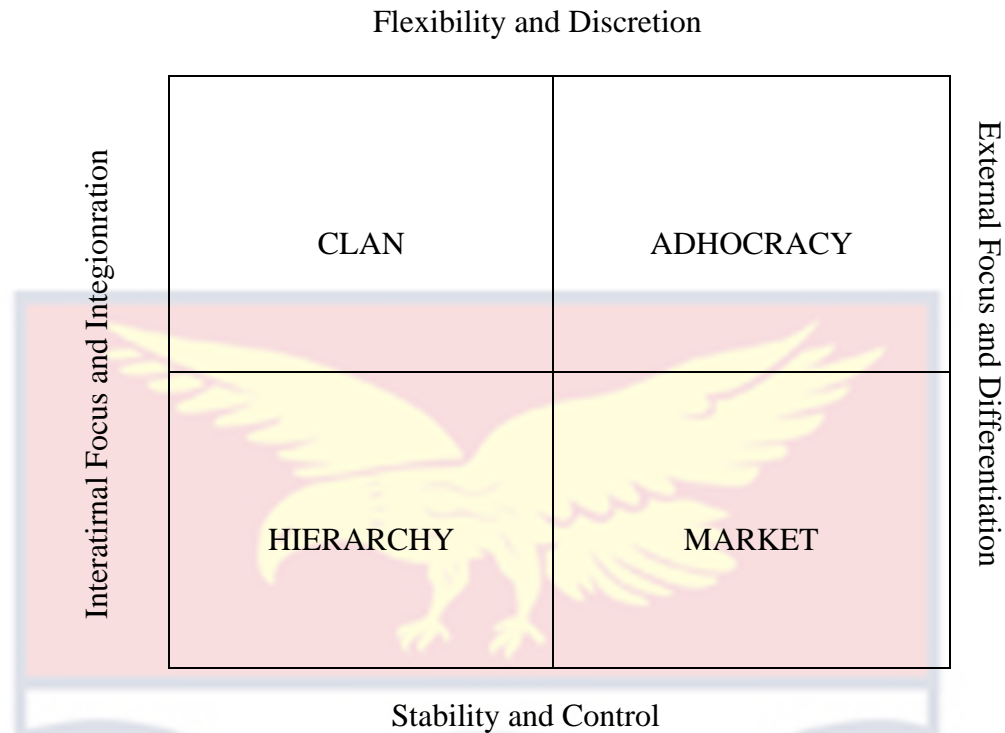 Flexibility and Discretion
Interatirnal Focus and Integionration
CLAN
ADHOCRACY
External Focus and Differentiation
HIERARCHY
MARKET
Stability and Control